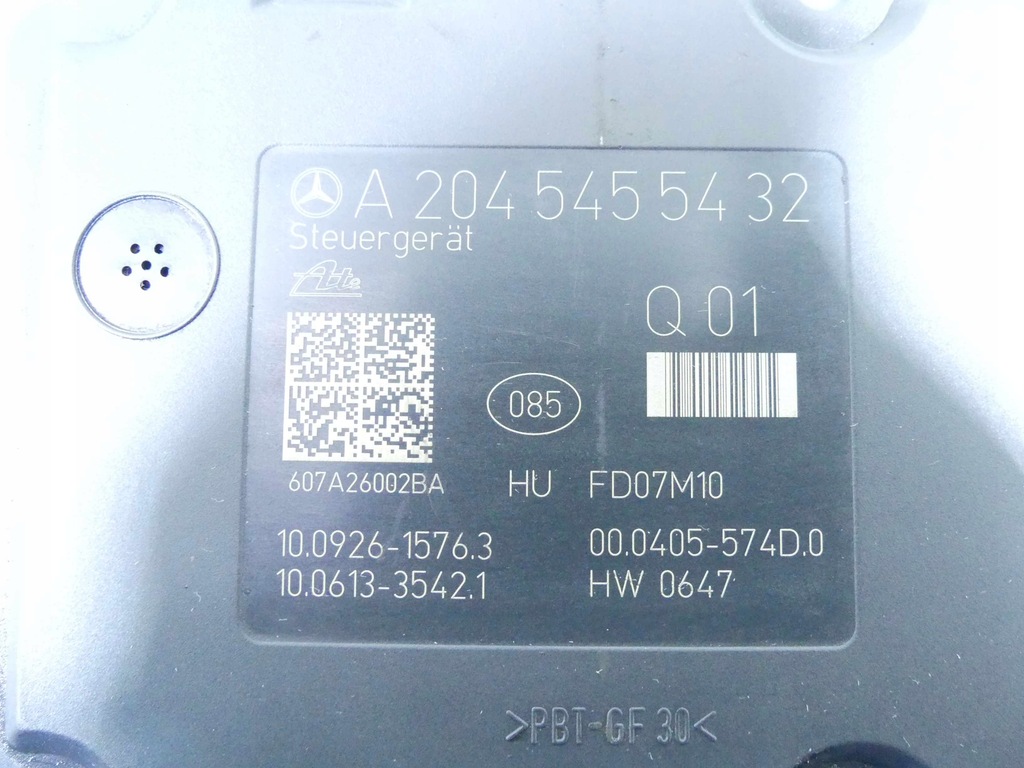 A 204 545 54 32
Steuergerät
Ate
Q 01
085
607A26002BA HU FD07M10
10.0926-1576.3 00.0405-574D.0
10.0613-3542.1 HW 0647
>PBT-GF 30<